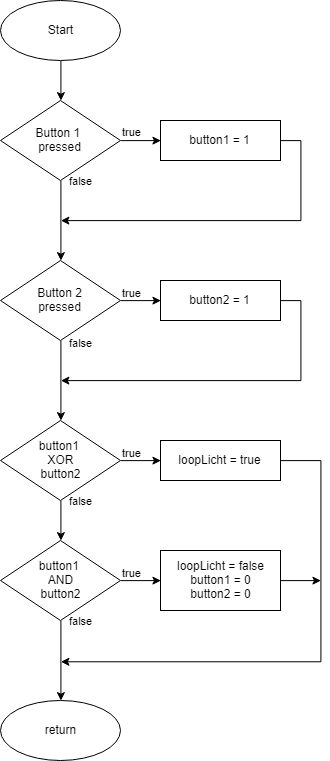 Start
Button 1
pressed
true
button1 = 1
false
Button 2
pressed
true
button2 = 1
false
button1
XOR
button2
true
loopLicht = true
false
button1
AND
button2
true
loopLicht = false
button1 = 0
button2 = 0
false
return